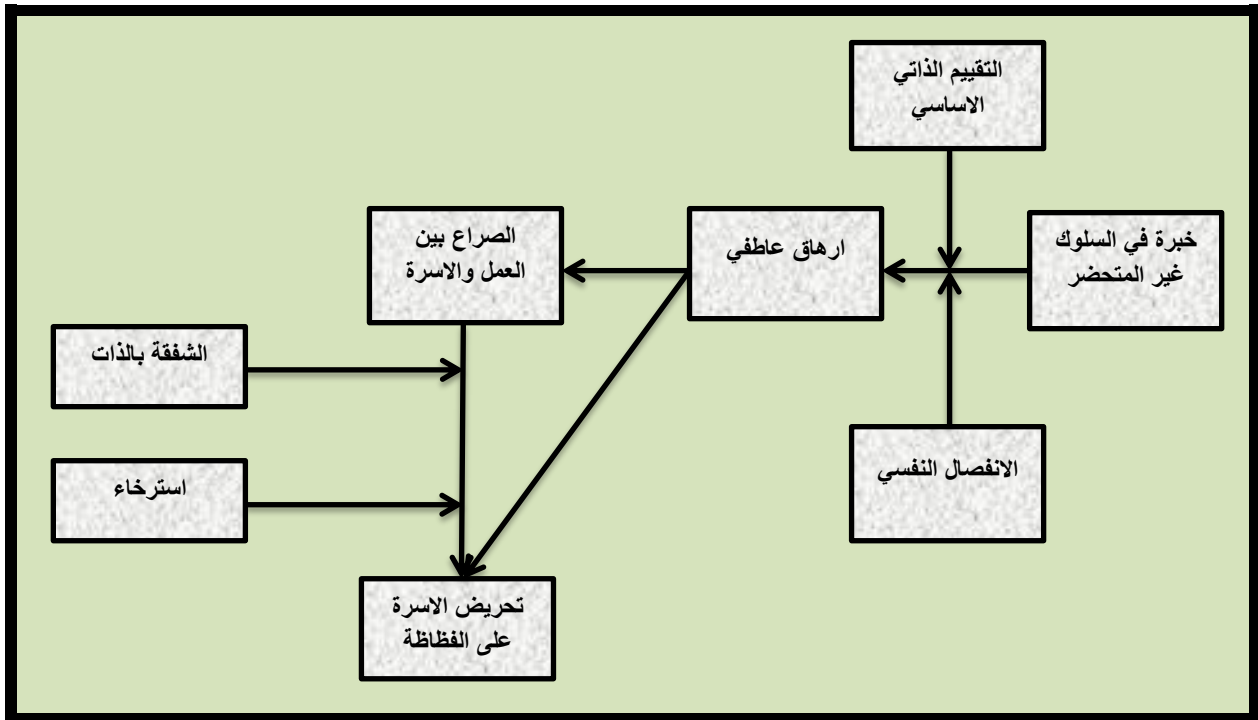 التقييم الذاتي
الاساسي
خبرة في السلوك
غير المتحضر
ارهاق عاطفي
الصراع بين
العمل والاسرة
الشفقة بالذات
الانفصال النفسي
استرخاء
تحريض الاسرة
على الفظاظة